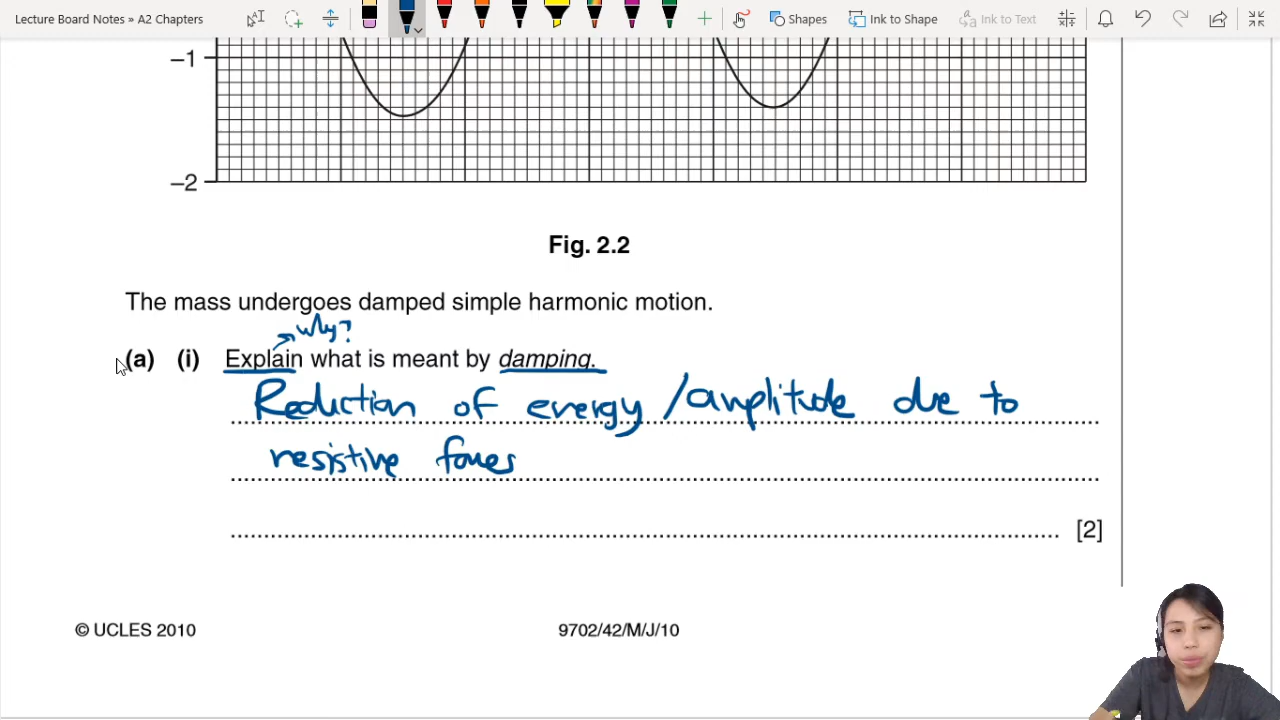 Lecture Board Notes » A2 Chapters
Shapes
Ink to Shape
Ink to Text
–1
–2
Fig. 2.2
The mass undergoes damped simple harmonic motion.
why?
(a) (i) Explain what is meant by damping.
Reduction of energy / amplitude due to
resistive forces
[2]
© UCLES 2010
9702/42/M/J/10